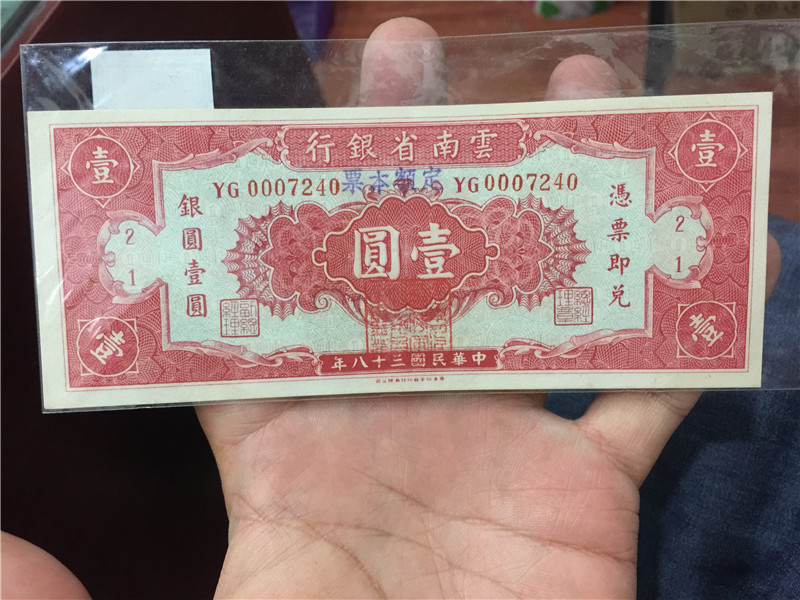 雲南省銀行
壹
壹
YG 0007240
定額本票
YG 0007240
憑票即兌
銀圓壹圓
壹圓
2
1
2
1
壹
壹
中華民國三十八年